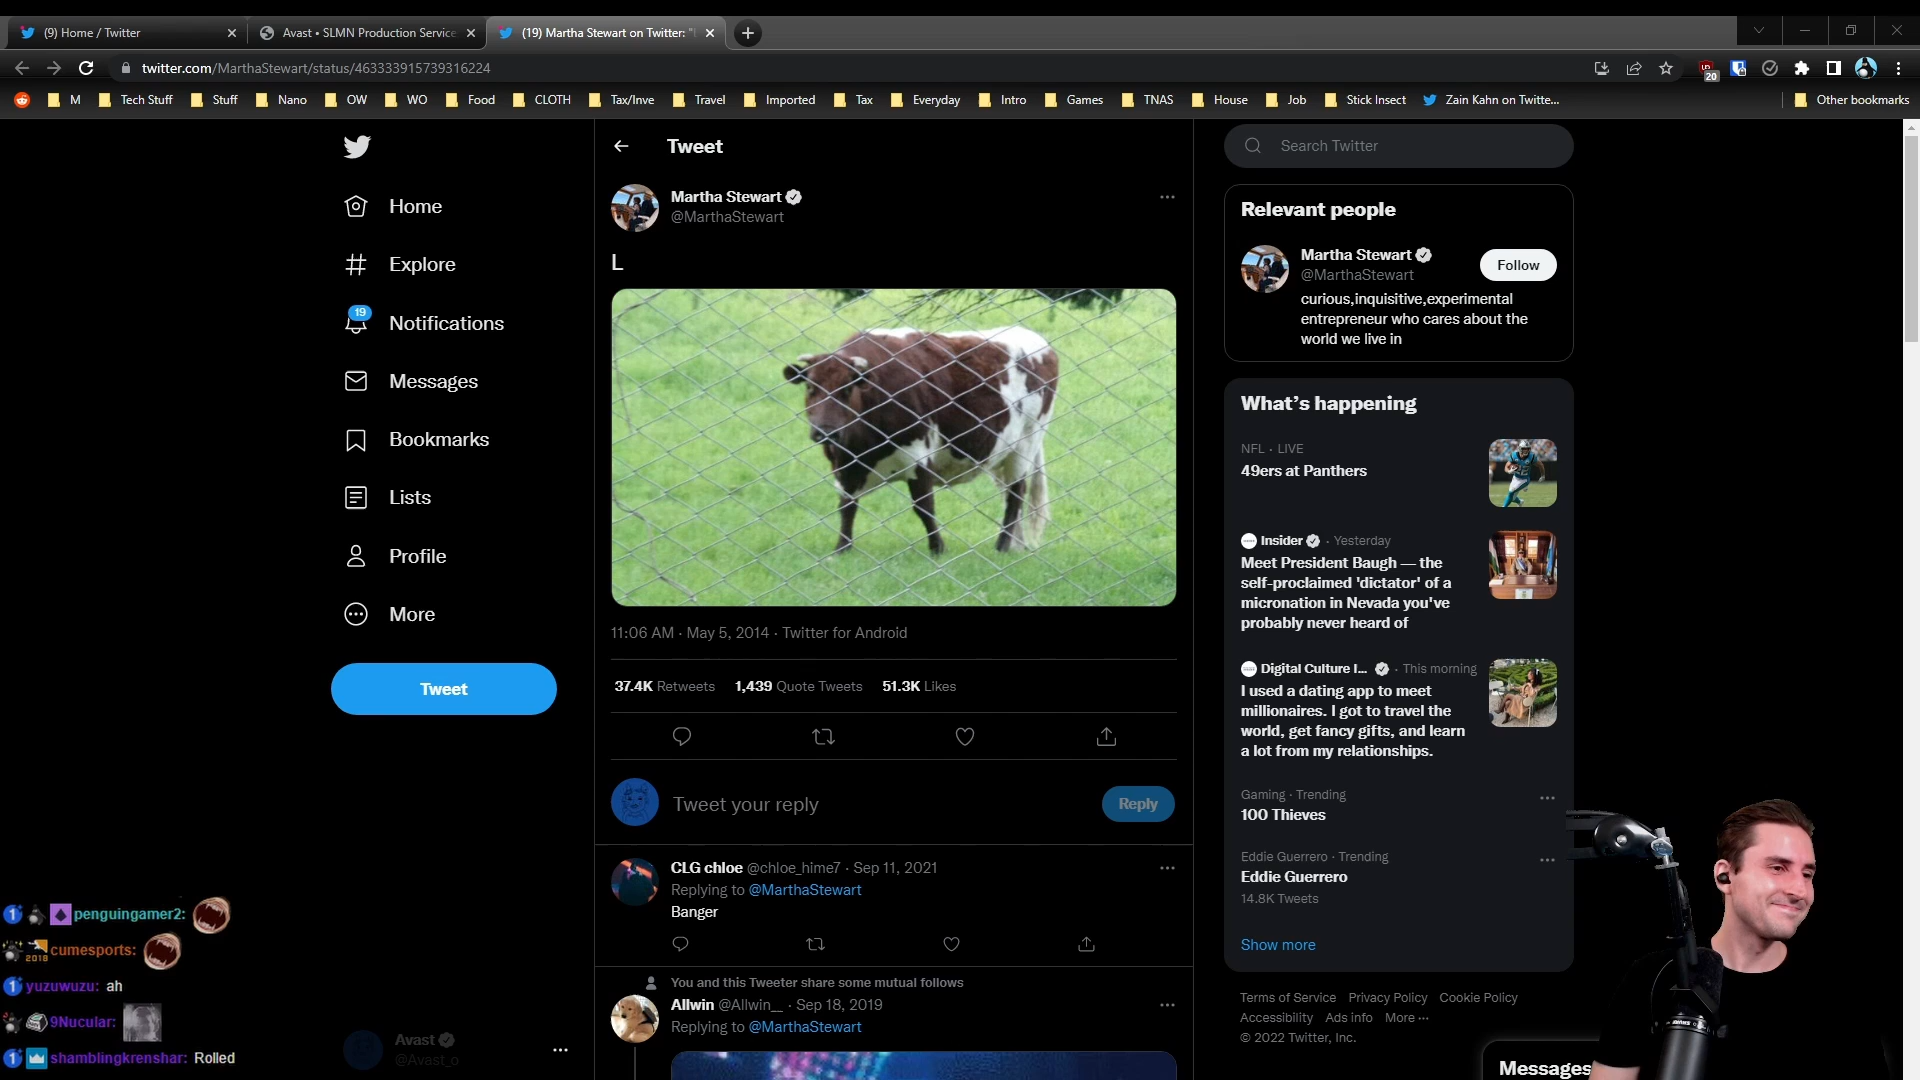 (9) Home / Twitter
Avast • SLMN Production Service
(19) Martha Stewart on Twitter: "
twitter.com/MarthaStewart/status/463333915739316224
20
M
Tech Stuff
Stuff
Nano
OW
WO
Food
CLOTH
Tax/Inve
Travel
Imported
Tax
Everyday
Intro
Games
TNAS
House
Job
Stick Insect
Zain Kahn on Twitte...
Other bookmarks
Home
Explore
19
Notifications
Messages
Bookmarks
Lists
Profile
More
Tweet
Avast
@Avast_o
Tweet
Martha Stewart
@MarthaStewart
L
11:06 AM · May 5, 2014 · Twitter for Android
37.4K Retweets 1,439 Quote Tweets 51.3K Likes
Tweet your reply
Reply
CLG chloe @chloe_hime7 · Sep 11, 2021
Replying to @MarthaStewart
Banger
You and this Tweeter share some mutual follows
Allwin @Allwin__ · Sep 18, 2019
Replying to @MarthaStewart
Search Twitter
Relevant people
Martha Stewart
@MarthaStewart
Follow
curious,inquisitive,experimental
entrepreneur who cares about the
world we live in
What's happening
NFL · LIVE
49ers at Panthers
Insider · Yesterday
Meet President Baugh — the
self-proclaimed 'dictator' of a
micronation in Nevada you've
probably never heard of
Digital Culture I... · This morning
I used a dating app to meet
millionaires. I got to travel the
world, get fancy gifts, and learn
a lot from my relationships.
Gaming · Trending
100 Thieves
Eddie Guerrero · Trending
Eddie Guerrero
14.8K Tweets
Show more
Terms of Service Privacy Policy Cookie Policy
Accessibility Ads info More ···
© 2022 Twitter, Inc.
Messages
1 penguingamer2:
2018 cumesports:
1 yuzuwuzu: ah
9Nucular:
1 shamblingkrenshar: Rolled